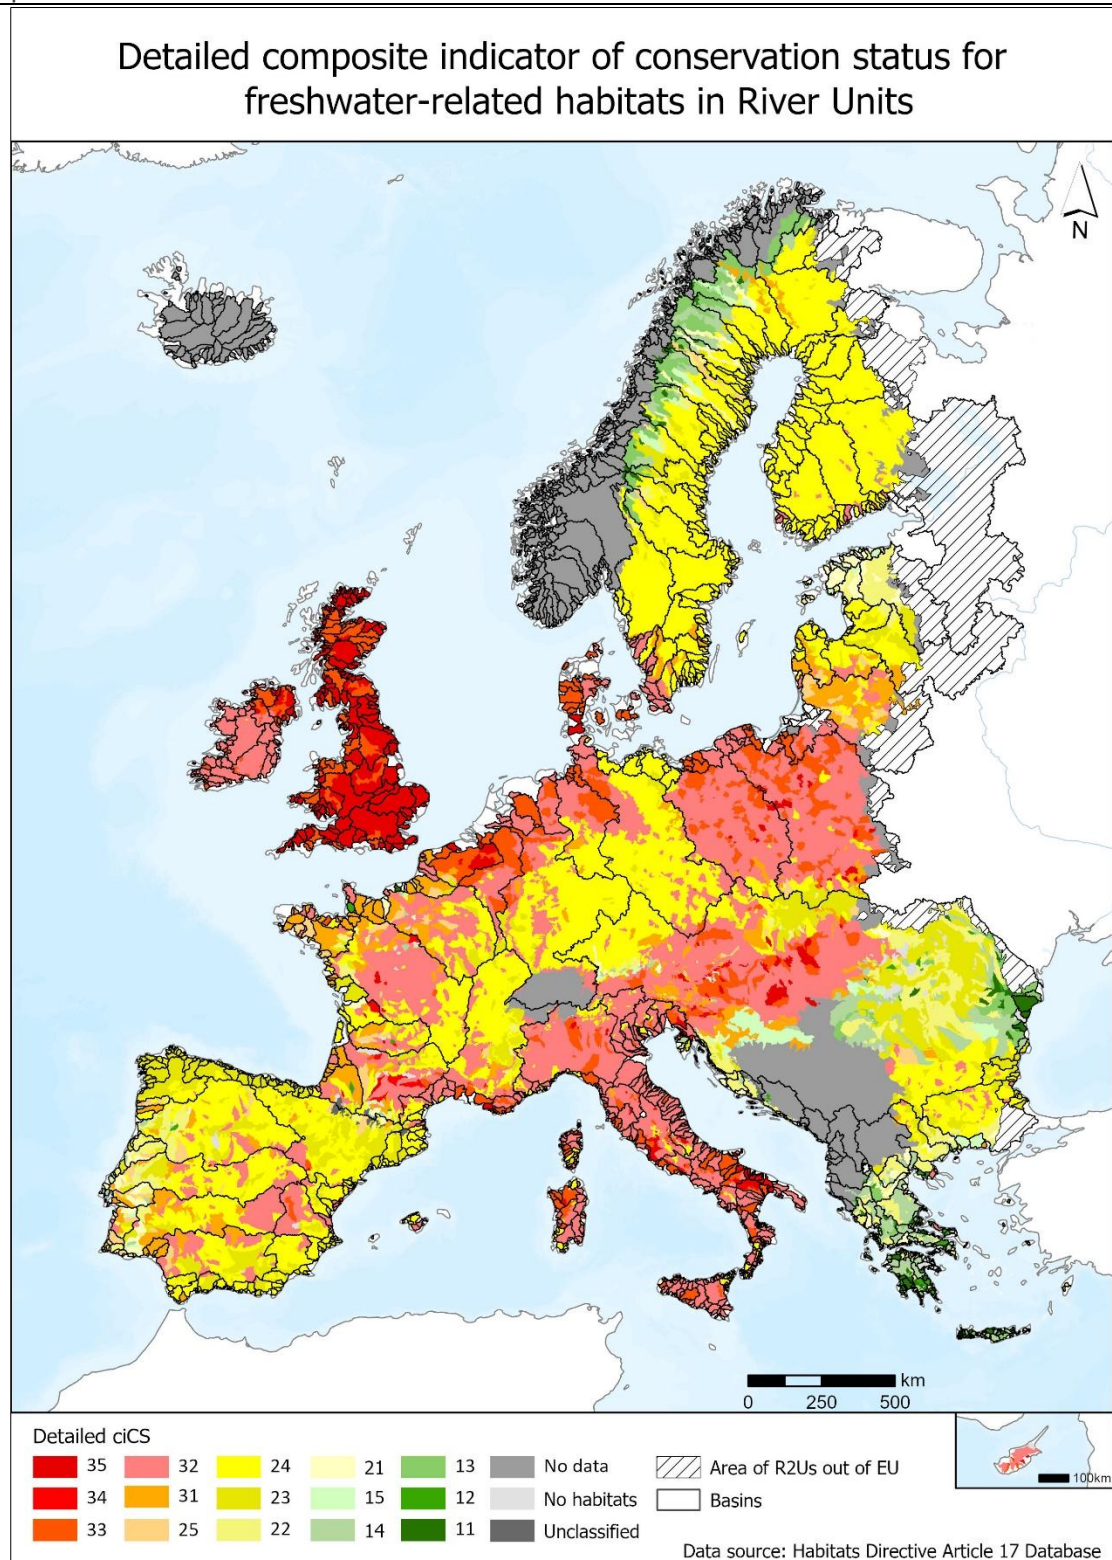 Detailed composite indicator of conservation status for
freshwater-related habitats in River Units
N
km
0 250 500
Detailed ciCS
35 32 24 21 13 No data Area of R2Us out of EU
34 31 23 15 12 No habitats Basins
33 25 22 14 11 Unclassified
100km
Data source: Habitats Directive Article 17 Database